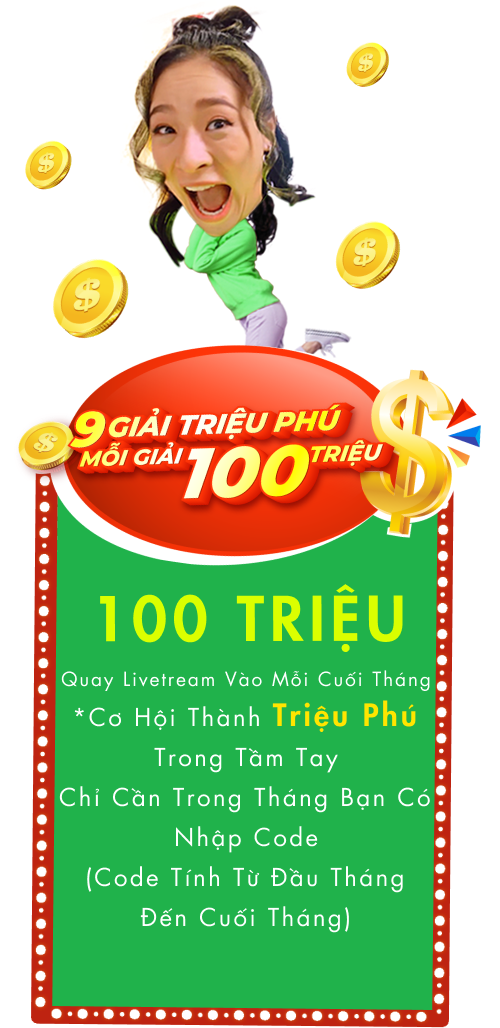 9 GIẢI TRIỆU PHÚ
MỖI GIẢI 100 TRIỆU
100 TRIỆU
Quay Livetream Vào Mỗi Cuối Tháng
*Cơ Hội Thành Triệu Phú
Trong Tầm Tay
Chỉ Cần Trong Tháng Bạn Có
Nhập Code
(Code Tính Từ Đầu Tháng
Đến Cuối Tháng)